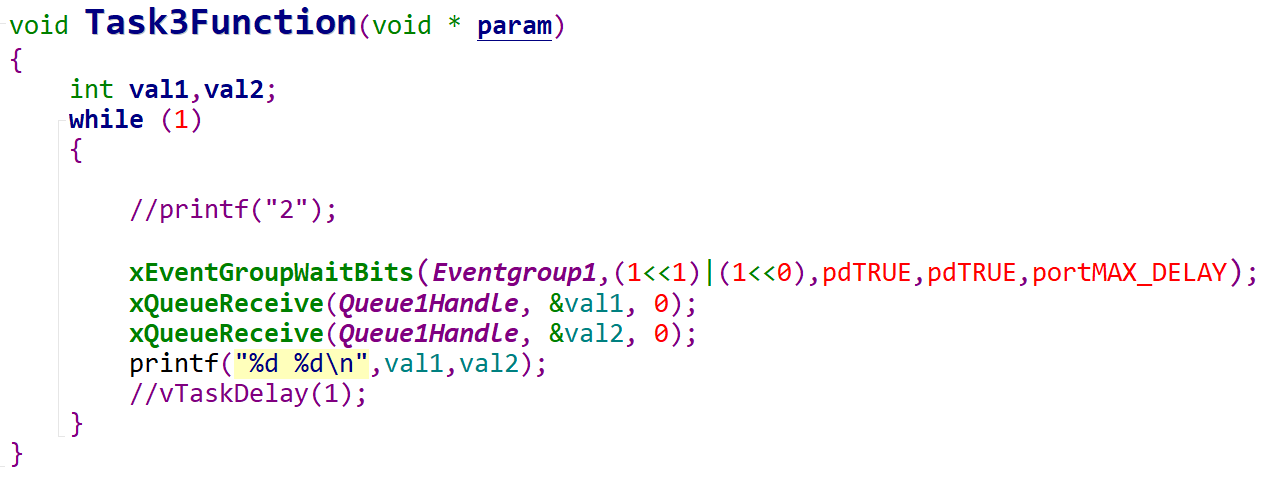 void Task3Function(void * param)
{
int val1,val2;
while (1)
{
//printf("2");
xEventGroupWaitBits(Eventgroup1,(1<<1)|(1<<0),pdTRUE,pdTRUE,portMAX_DELAY);
xQueueReceive(Queue1Handle, &val1, 0);
xQueueReceive(Queue1Handle, &val2, 0);
printf("%d %d\n",val1,val2);
//vTaskDelay(1);
}
}